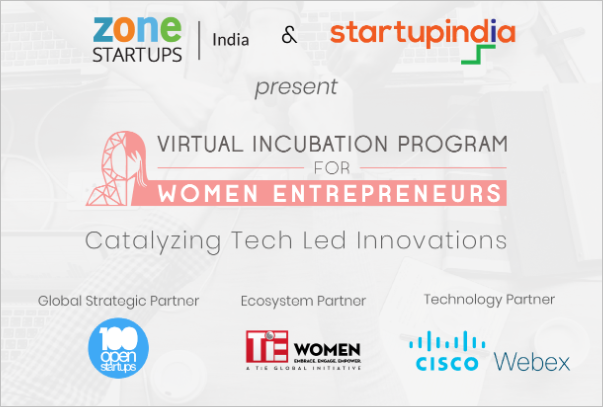 zone
STARTUPS | India & startupindia
present
VIRTUAL INCUBATION PROGRAM
FOR
WOMEN ENTREPRENEURS
Catalyzing Tech Led Innovations
Global Strategic Partner
Ecosystem Partner
Technology Partner
100
open
startups
TiE WOMEN
EMBRACE. ENGAGE. EMPOWER.
A TiE GLOBAL INITIATIVE
CISCO Webex